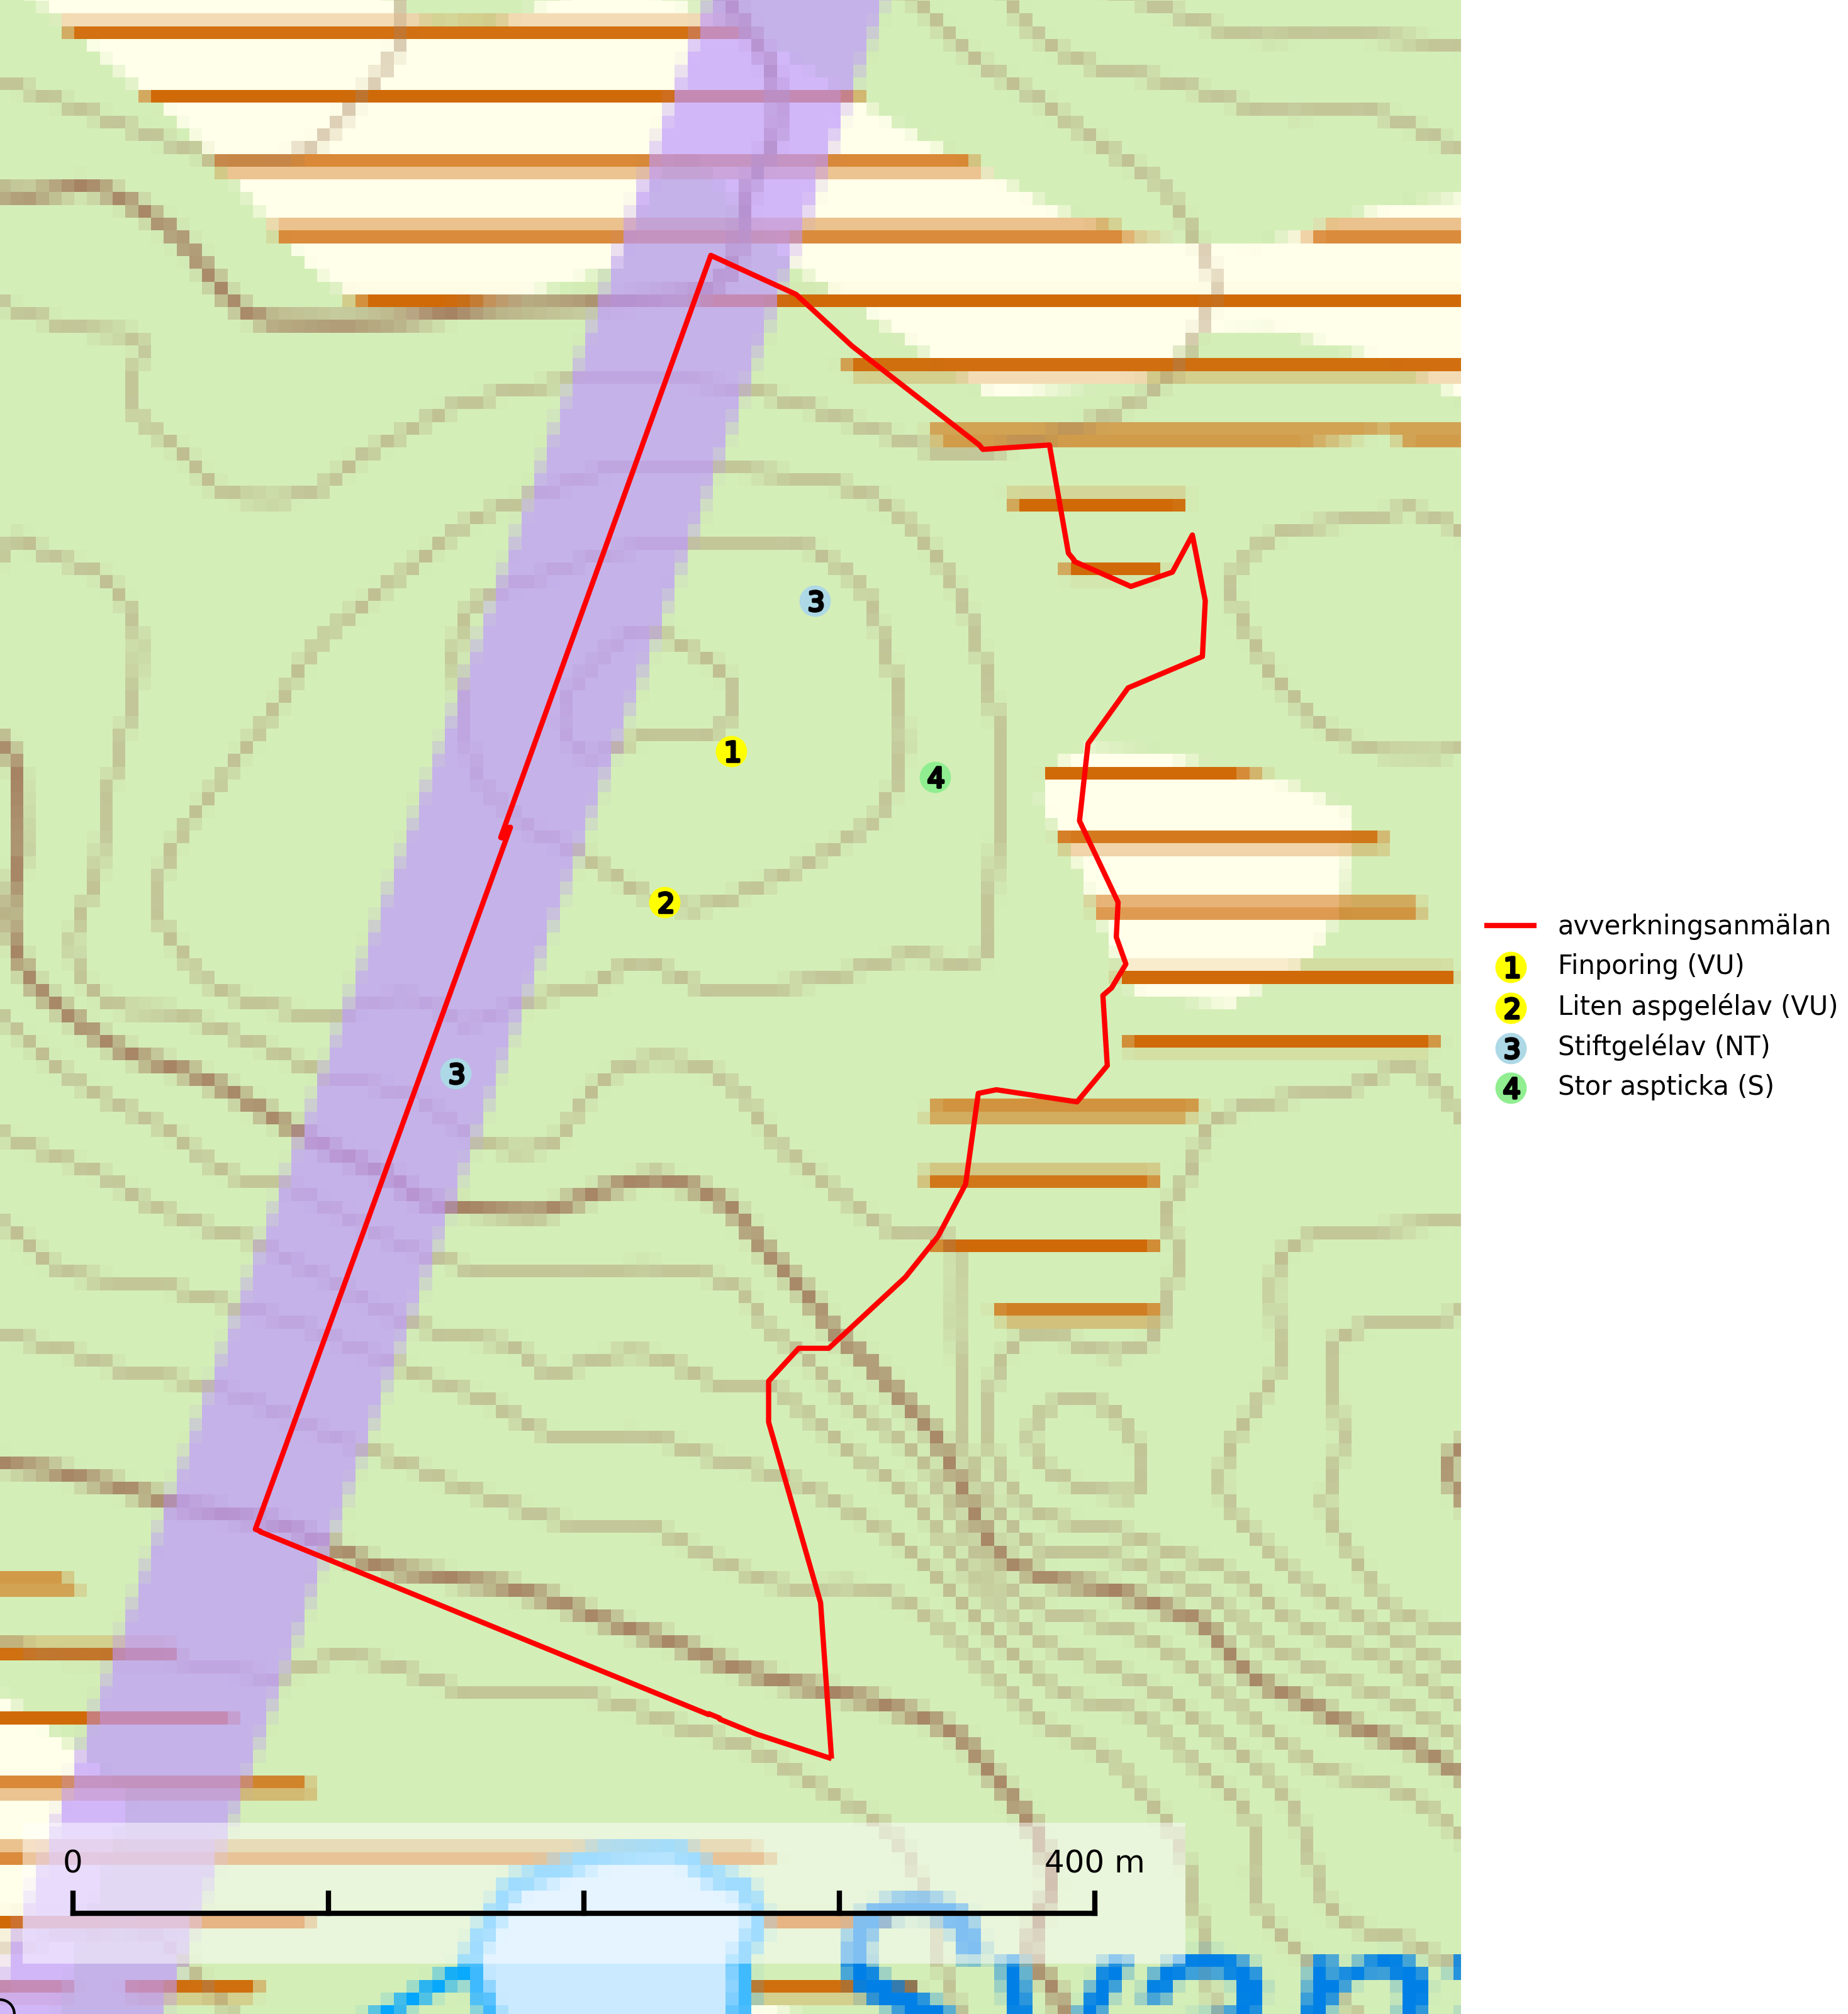 3
1
4
2
3
avverkningsanmälan
1 Finporing (VU)
2 Liten aspgelélav (VU)
3 Stiftgelélav (NT)
4 Stor aspticka (S)
0 400 m
Svan